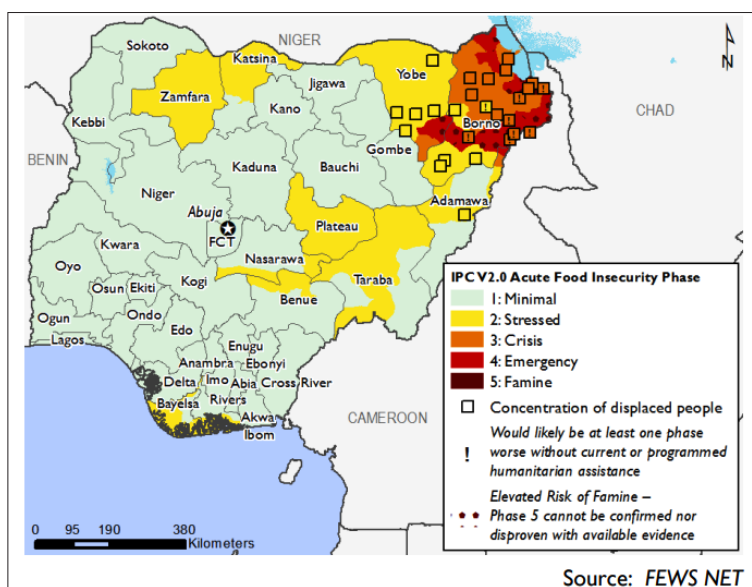 NIGER
Sokoto
Katsina
Jigawa
Yobe
Zamfara
Kano
Kebbi
Borno
CHAD
N
BENIN
Kaduna
Bauchi
Gombe
Niger
Adamawa
Abuja
FCT
Plateau
Kwara
Nasarawa
Oyo
Taraba
Kogi
Benue
Osun
Ekiti
Ogun
Ondo
Edo
Lagos
Enugu
Anambra
Ebonyi
Delta
Imo
Abia
Cross River
Bayelsa
Rivers
Akwa
Ibom
CAMEROON
IPC V2.0 Acute Food Insecurity Phase
1: Minimal
2: Stressed
3: Crisis
4: Emergency
5: Famine
Concentration of displaced people
Would likely be at least one phase
! worse without current or programmed
humanitarian assistance
Elevated Risk of Famine –
Phase 5 cannot be confirmed nor
disproven with available evidence
0 95 190 380
Kilometers
Source: FEWS NET